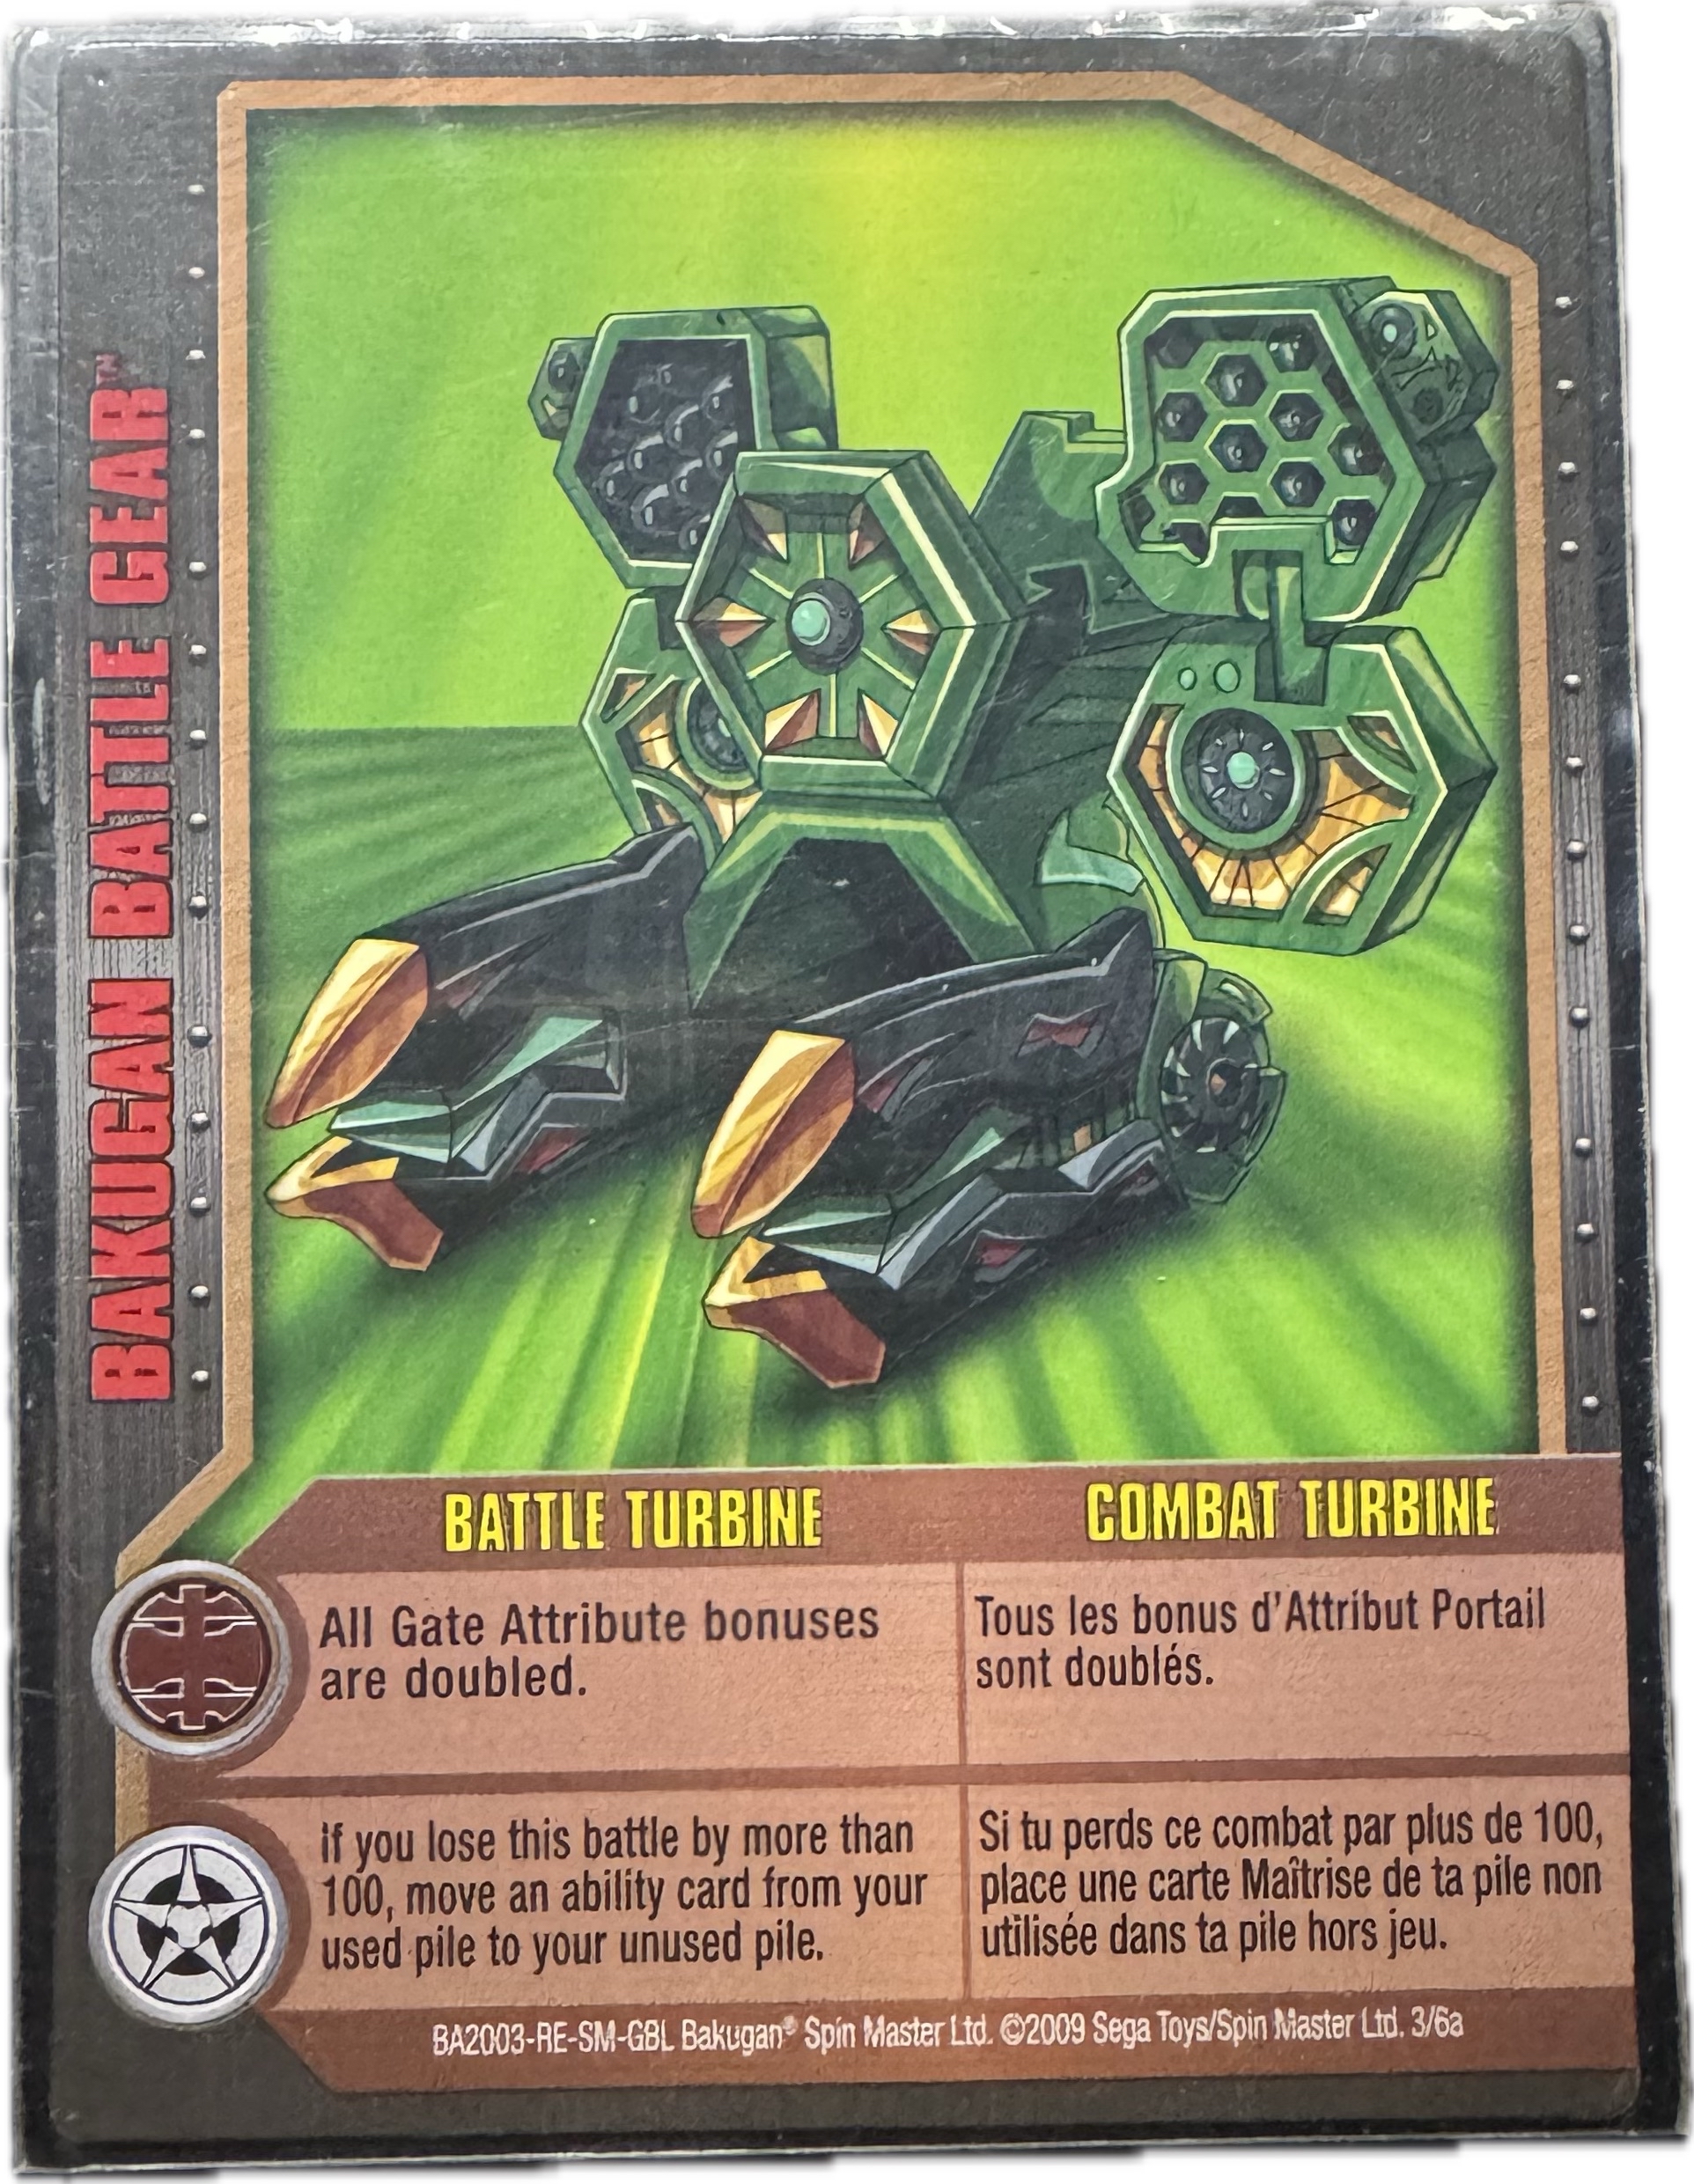 BAKUGAN BATTLE GEAR™
BATTLE TURBINE
COMBAT TURBINE
All Gate Attribute bonuses
are doubled.
Tous les bonus d'Attribut Portail
sont doublés.
If you lose this battle by more than
100, move an ability card from your
used pile to your unused pile.
Si tu perds ce combat par plus de 100,
place une carte Maîtrise de ta pile non
utilisée dans ta pile hors jeu.
BA2003-RE-SM-GBL Bakugan® Spin Master Ltd. ©2009 Sega Toys/Spin Master Ltd. 3/6a